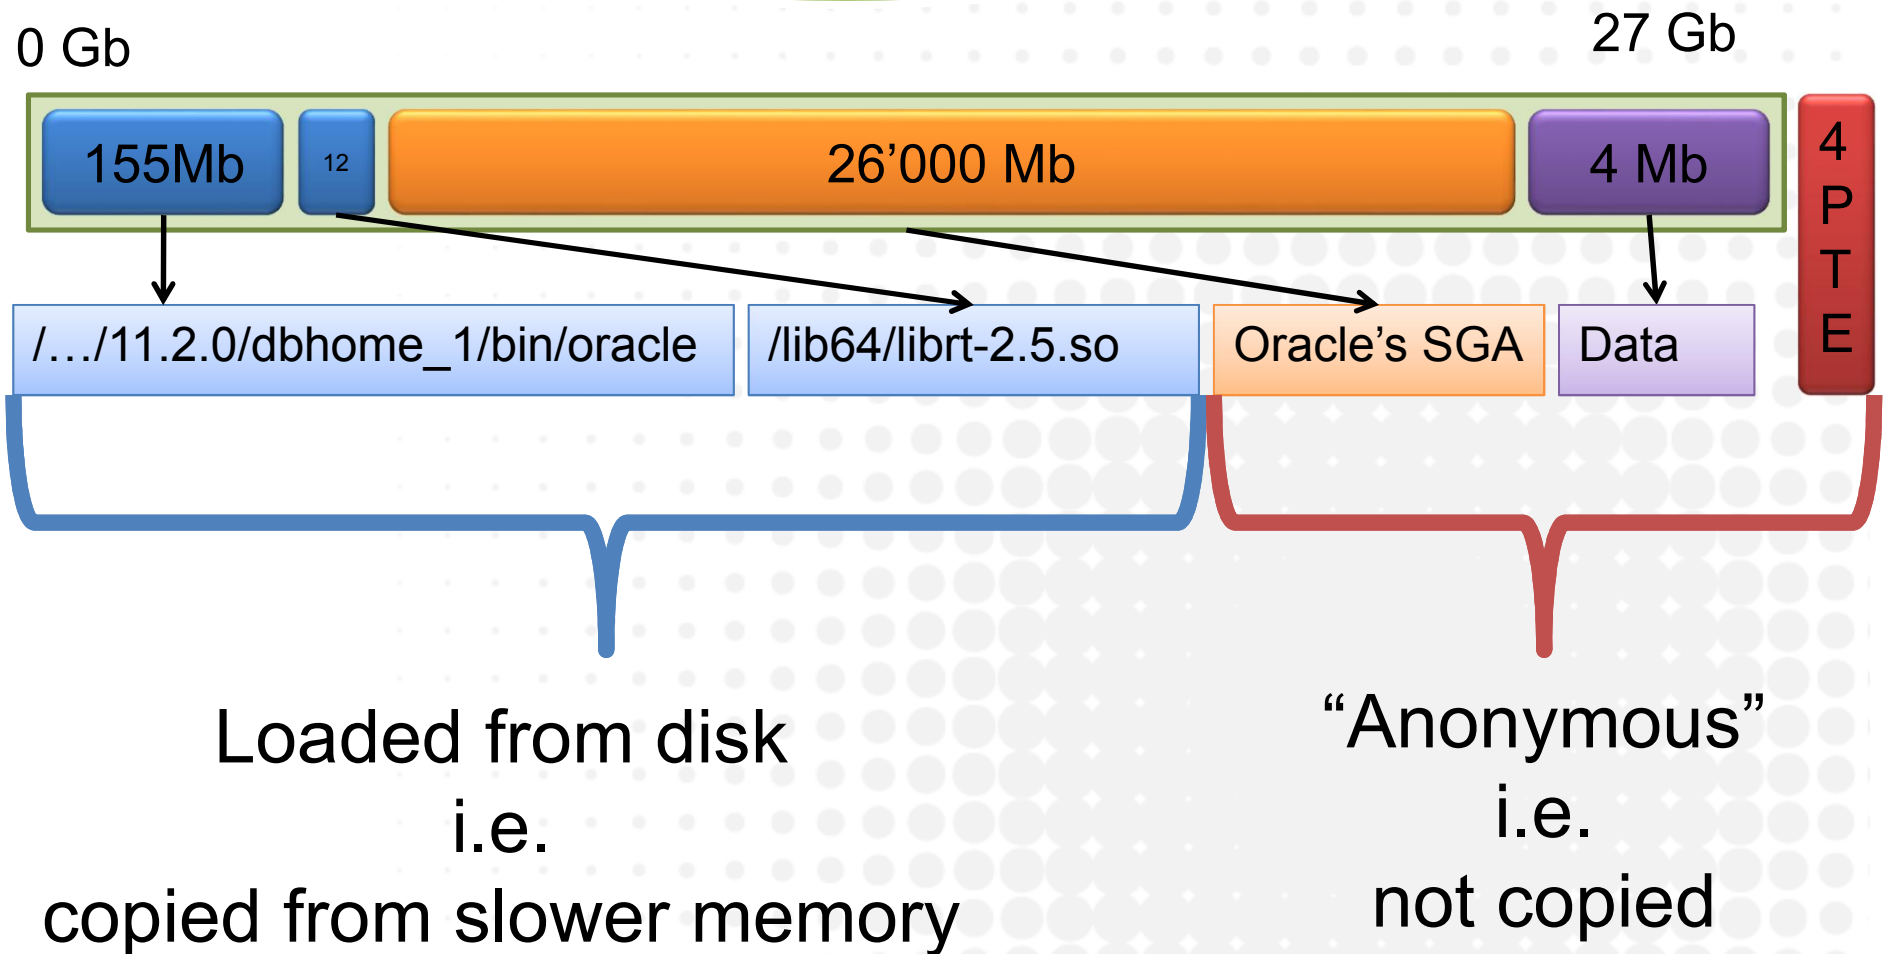 0 Gb
27 Gb
155Mb
12
26’000 Mb
4 Mb
4
P
T
E
/…/11.2.0/dbhome_1/bin/oracle
/lib64/librt-2.5.so
Oracle’s SGA
Data
Loaded from disk
i.e.
copied from slower memory
“Anonymous”
i.e.
not copied